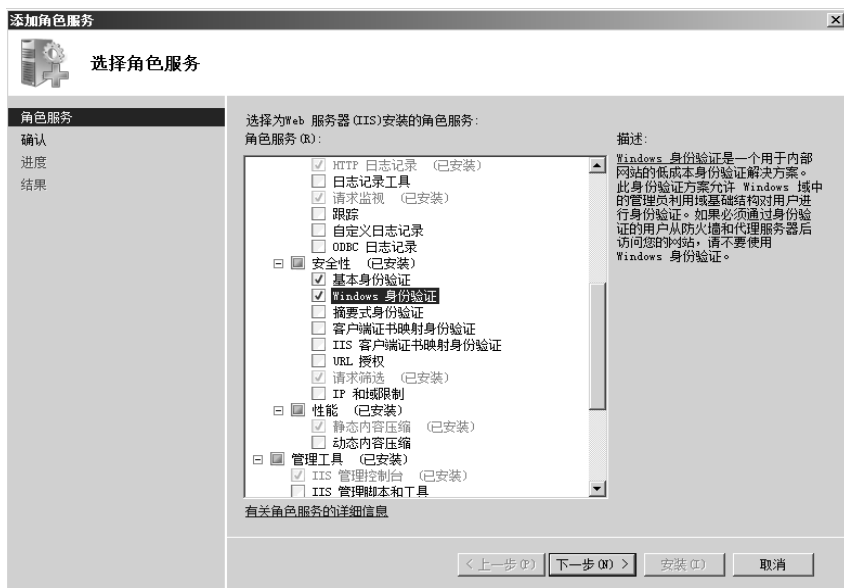 添加角色服务
选择角色服务
角色服务
确认
进度
结果
选择为Web 服务器(IIS)安装的角色服务:
角色服务(R):
HTTP 日志记录 (已安装)
日志记录工具
请求监视 (已安装)
跟踪
自定义日志记录
ODBC 日志记录
安全性 (已安装)
基本身份验证
Windows 身份验证
摘要式身份验证
客户端证书映射身份验证
IIS 客户端证书映射身份验证
URL 授权
请求筛选 (已安装)
IP 和域限制
性能 (已安装)
静态内容压缩 (已安装)
动态内容压缩
管理工具 (已安装)
IIS 管理控制台 (已安装)
IIS 管理脚本和工具
有关角色服务的详细信息
描述:
Windows 身份验证是一个用于内部
网站的低成本身份验证解决方案。
此身份验证方案允许 Windows 域中
的管理员利用域基础结构对用户进
行身份验证。如果必须通过身份验
证的用户从防火墙和代理服务器后
访问您的网站,请不要使用
Windows 身份验证。
< 上一步(P)
下一步(N) >
安装(I)
取消